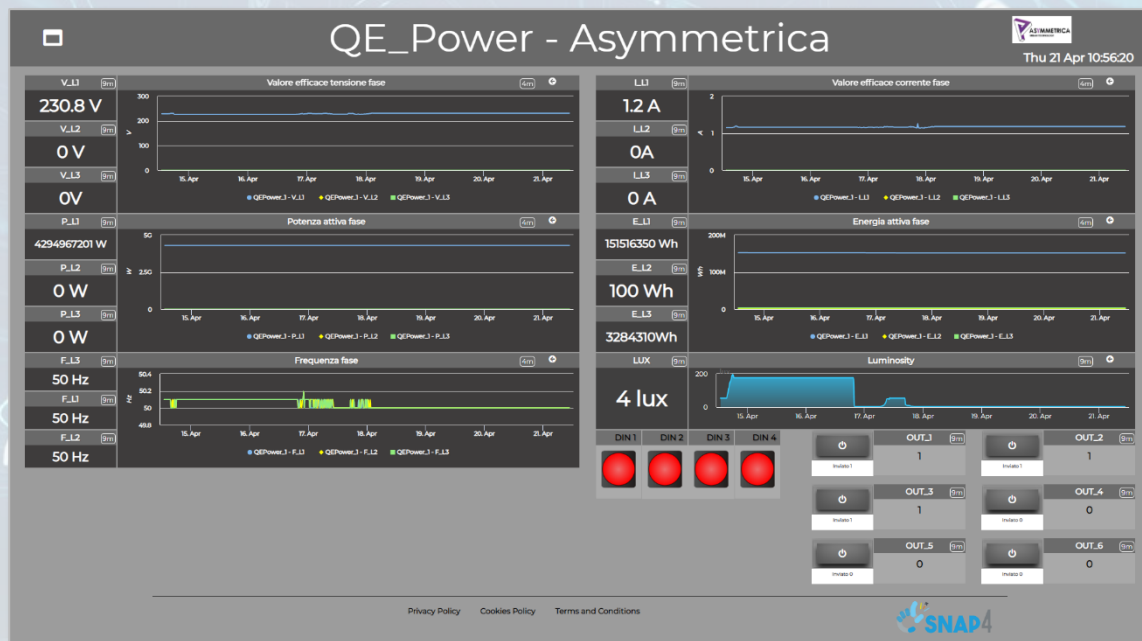 QE_Power - Asymmetrica
ASYMMETRICA
Thu 21 Apr 10:56:20
V_L1 9m
230.8 V
V_L2 9m
0 V
V_L3 9m
0V
Valore efficace tensione fase 4m
300
200
100
0
V
15. Apr 16. Apr 17. Apr 18. Apr 19. Apr 20. Apr 21. Apr
QEPower_1 - V_L1 QEPower_1 - V_L2 QEPower_1 - V_L3
I_L1 9m
1.2 A
I_L2 9m
0A
I_L3 9m
0 A
Valore efficace corrente fase 4m
2
1
0
A
15. Apr 16. Apr 17. Apr 18. Apr 19. Apr 20. Apr 21. Apr
QEPower_1 - I_L1 QEPower_1 - I_L2 QEPower_1 - I_L3
P_L1 9m
4294967201 W
P_L2 9m
0 W
P_L3 9m
0 W
Potenza attiva fase 4m
5G
2.5G
0
W
15. Apr 16. Apr 17. Apr 18. Apr 19. Apr 20. Apr 21. Apr
QEPower_1 - P_L1 QEPower_1 - P_L2 QEPower_1 - P_L3
E_L1 9m
151516350 Wh
E_L2 9m
100 Wh
E_L3 9m
3284310Wh
Energia attiva fase 4m
200M
100M
0
Wh
15. Apr 16. Apr 17. Apr 18. Apr 19. Apr 20. Apr 21. Apr
QEPower_1 - E_L1 QEPower_1 - E_L2 QEPower_1 - E_L3
F_L3 9m
50 Hz
F_L1 9m
50 Hz
F_L2 9m
50 Hz
Frequenza fase 4m
50.4
50.2
50
49.8
Hz
15. Apr 16. Apr 17. Apr 18. Apr 19. Apr 20. Apr 21. Apr
QEPower_1 - F_L1 QEPower_1 - F_L2 QEPower_1 - F_L3
LUX 9m
4 lux
Luminosity 9m
200
0
15. Apr 16. Apr 17. Apr 18. Apr 19. Apr 20. Apr 21. Apr
DIN 1 DIN 2 DIN 3 DIN 4
OUT_1 9m
1
Inviato 1
OUT_2 9m
1
Inviato 1
OUT_3 9m
1
Inviato 1
OUT_4 9m
0
Inviato 0
OUT_5 9m
0
Inviato 0
OUT_6 9m
0
Inviato 0
Privacy Policy Cookies Policy Terms and Conditions
SNAP4